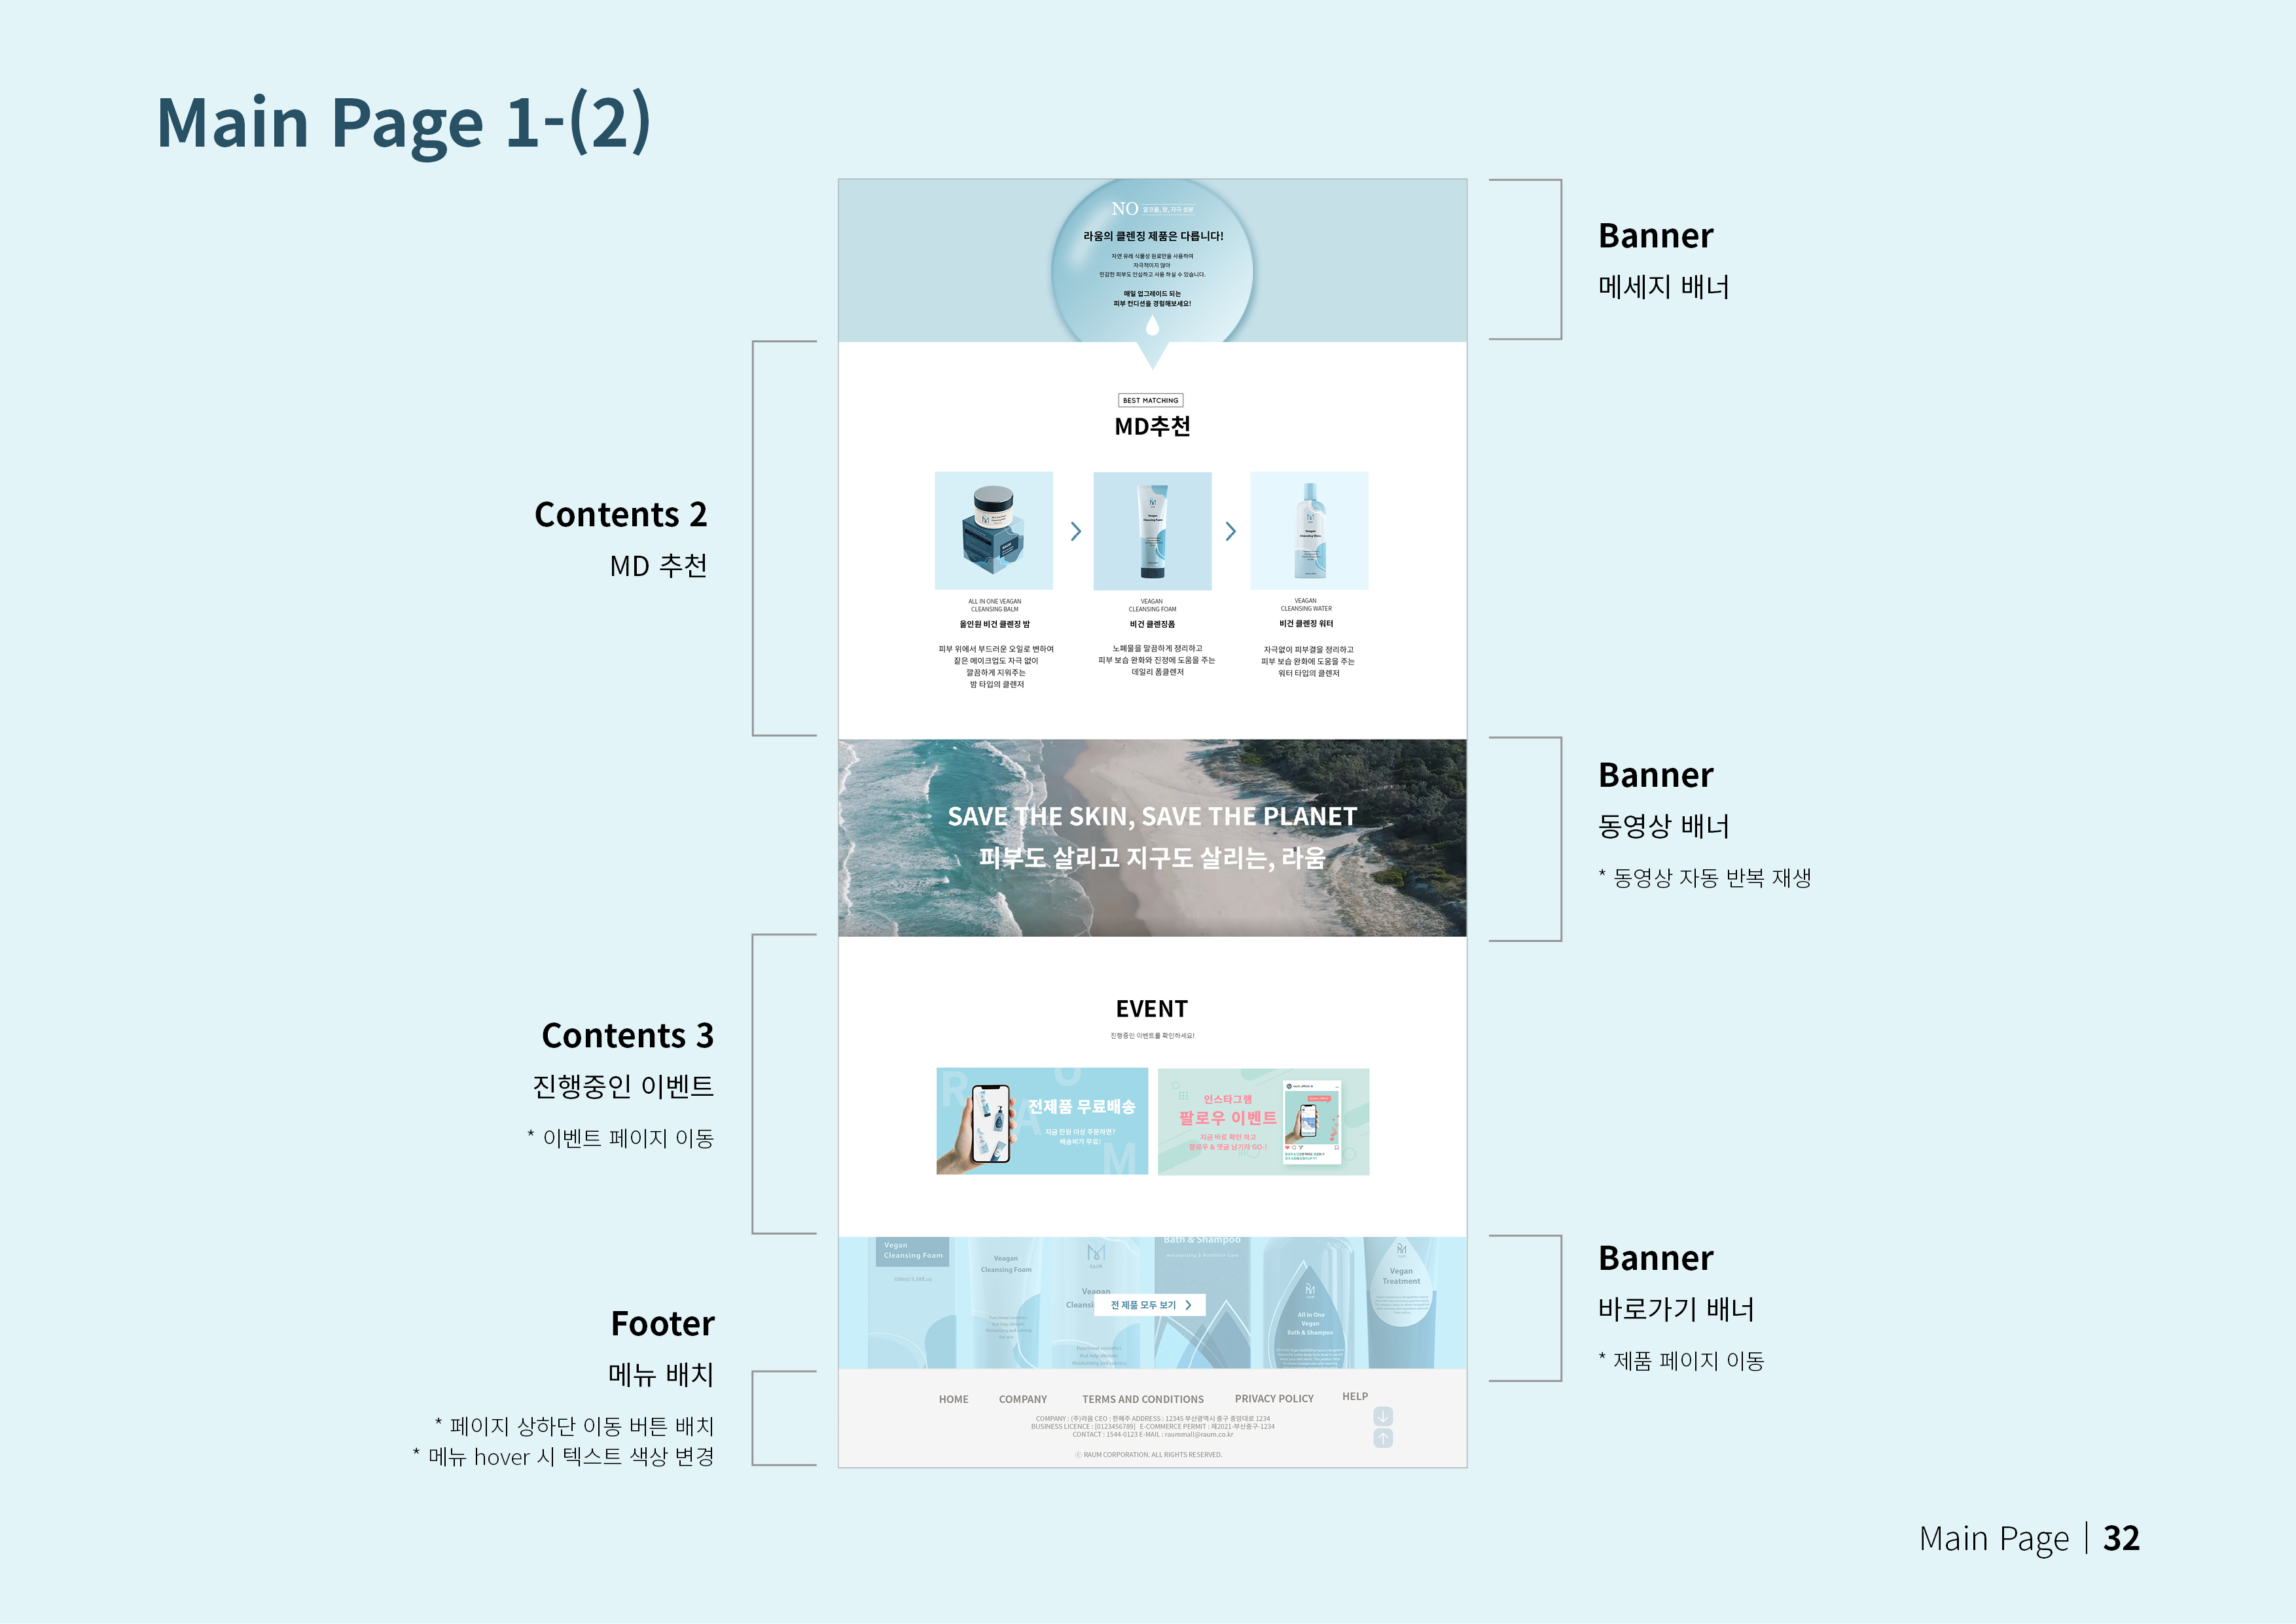 Main Page 1-(2)
NO 알코올, 향, 자극 성분
라움의 클렌징 제품은 다릅니다!
자연 유래 식물성 원료만을 사용하여
자극적이지 않아
민감한 피부도 안심하고 사용 하실 수 있습니다.
매일 업그레이드 되는
피부 컨디션을 경험해보세요!
Banner
메세지 배너
Contents 2
MD 추천
BEST MATCHING
MD추천
ALL IN ONE VEAGAN
CLEANSING BALM
올인원 비건 클렌징 밤
피부 위에서 부드러운 오일로 변하여
짙은 메이크업도 자극 없이
깔끔하게 지워주는
밤 타입의 클렌저
VEAGAN
CLEANSING FOAM
비건 클렌징폼
노폐물을 말끔하게 정리하고
피부 보습 완화와 진정에 도움을 주는
데일리 폼클렌저
VEAGAN
CLEANSING WATER
비건 클렌징 워터
자극없이 피부결을 정리하고
피부 보습 완화에 도움을 주는
워터 타입의 클렌저
SAVE THE SKIN, SAVE THE PLANET
피부도 살리고 지구도 살리는, 라움
Banner
동영상 배너
* 동영상 자동 반복 재생
Contents 3
진행중인 이벤트
* 이벤트 페이지 이동
EVENT
진행중인 이벤트를 확인하세요!
R A U M
전제품 무료배송
지금 만원 이상 주문하면?
배송비가 무료!
인스타그램
팔로우 이벤트
지금 바로 확인 하고
팔로우 & 댓글 남기러 GO-!
Vegan
Cleansing Foam
Veagan
Cleansing Foam
RAUM
Veagan
Bath & Shampoo
All in One
Vegan
Bath & Shampoo
Vegan
Treatment
전 제품 모두 보기
Banner
바로가기 배너
* 제품 페이지 이동
Footer
메뉴 배치
* 페이지 상하단 이동 버튼 배치
* 메뉴 hover 시 텍스트 색상 변경
HOME COMPANY TERMS AND CONDITIONS PRIVACY POLICY HELP
COMPANY : (주)라움 CEO : 한혜주 ADDRESS : 12345 부산광역시 중구 중앙대로 1234
BUSINESS LICENCE : [0123456789] E-COMMERCE PERMIT : 제2021-부산중구-1234
CONTACT : 1544-0123 E-MAIL : raummall@raum.co.kr
ⓒ RAUM CORPORATION. ALL RIGHTS RESERVED.
Main Page | 32